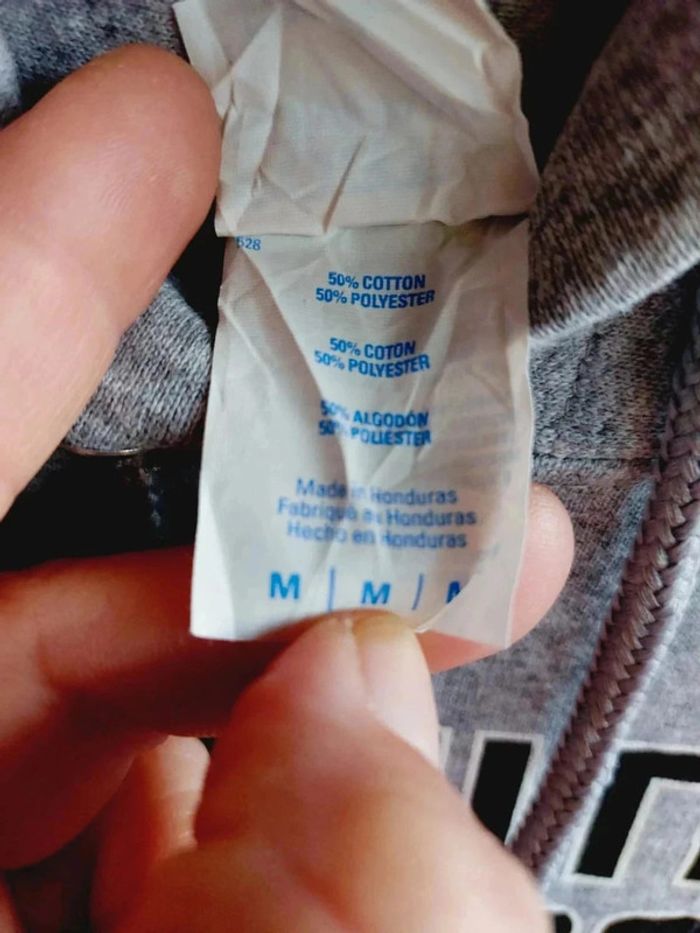 528
50% COTTON
50% POLYESTER
50% COTON
50% POLYESTER
50% ALGODÓN
50% POLIESTER
Made in Honduras
Fabriqué au Honduras
Hecho en Honduras
M | M |